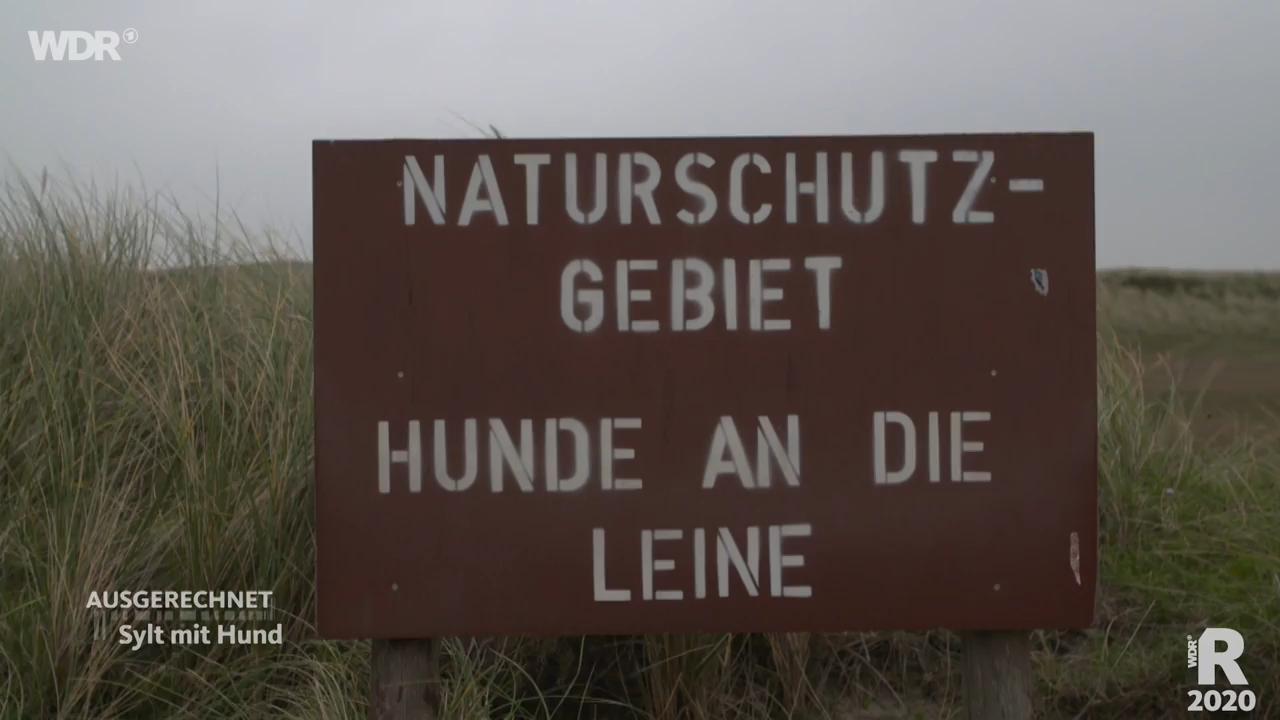 WDR
NATURSCHUTZ-
GEBIET
HUNDE AN DIE
LEINE
AUSGERECHNET
Sylt mit Hund
WDR® R
2020